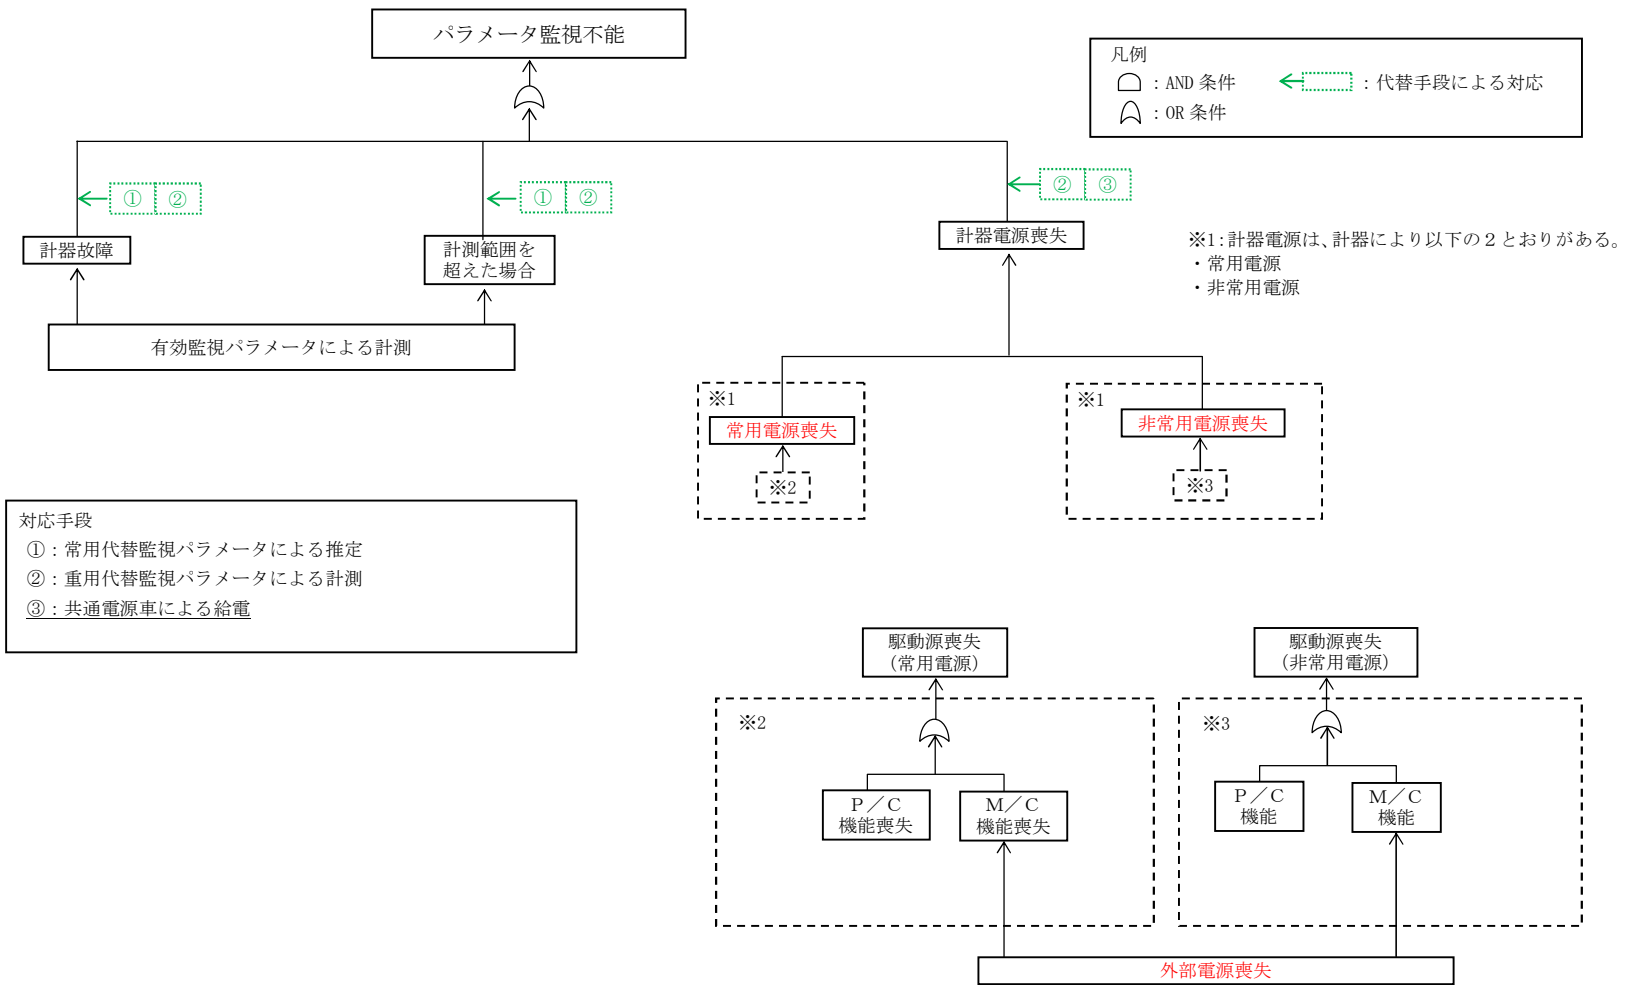 パラメータ監視不能
凡例
：AND 条件
：代替手段による対応
：OR 条件
① ②
① ②
② ③
計器故障
計測範囲を
超えた場合
計器電源喪失
※1：計器電源は、計器により以下の２とおりがある。
・常用電源
・非常用電源
有効監視パラメータによる計測
※1
常用電源喪失
※2
※1
非常用電源喪失
※3
対応手段
①：常用代替監視パラメータによる推定
②：重用代替監視パラメータによる計測
③：共通電源車による給電
駆動源喪失
（常用電源）
駆動源喪失
（非常用電源）
※2
Ｐ／Ｃ
機能喪失
Ｍ／Ｃ
機能喪失
※3
Ｐ／Ｃ
機能
Ｍ／Ｃ
機能
外部電源喪失